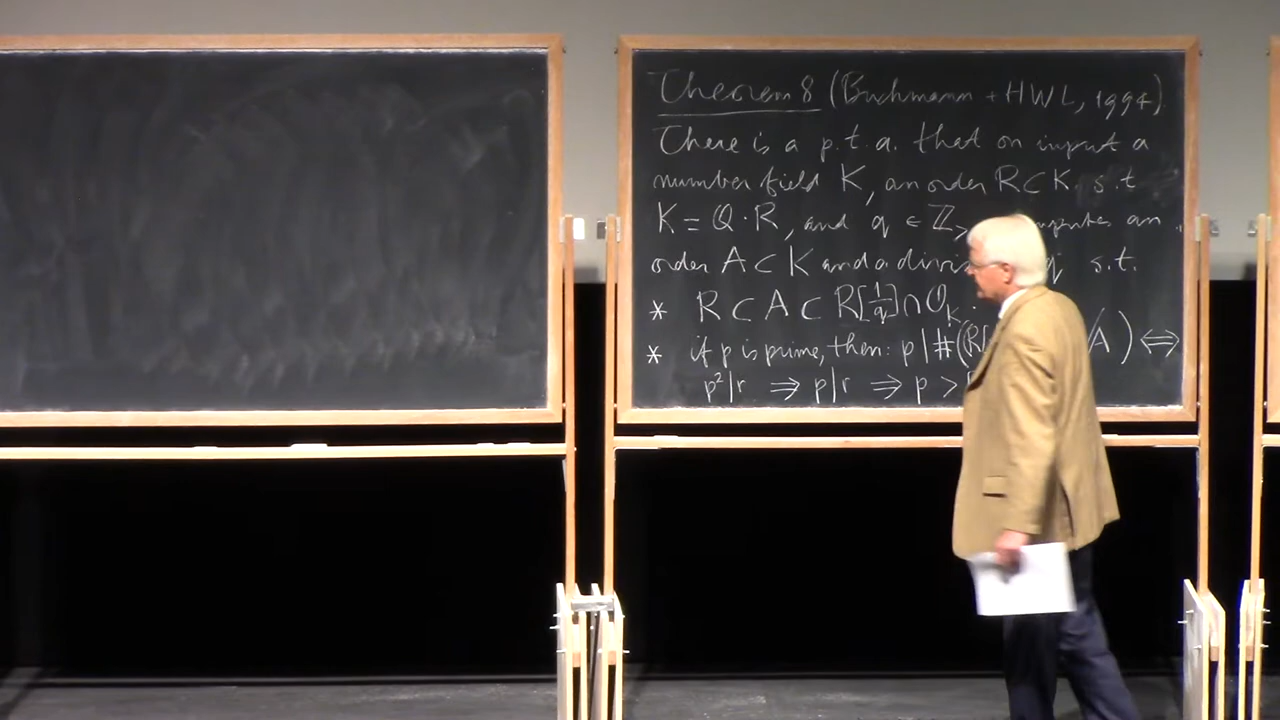 Theorem 8 (Buchmann + HWL, 1994)
There is a p.t.a. that on input a
number field K, an order R ⊂ K s.t
K = ℚ · R, and q ∈ ℤ> an
order A ⊂ K and a s.t.
* R ⊂ A ⊂ R[1/q] ∩ 𝒪_K
* if p is prime, then: p | #(R[ /A) ⇔
p²|r ⇒ p|r ⇒ p >